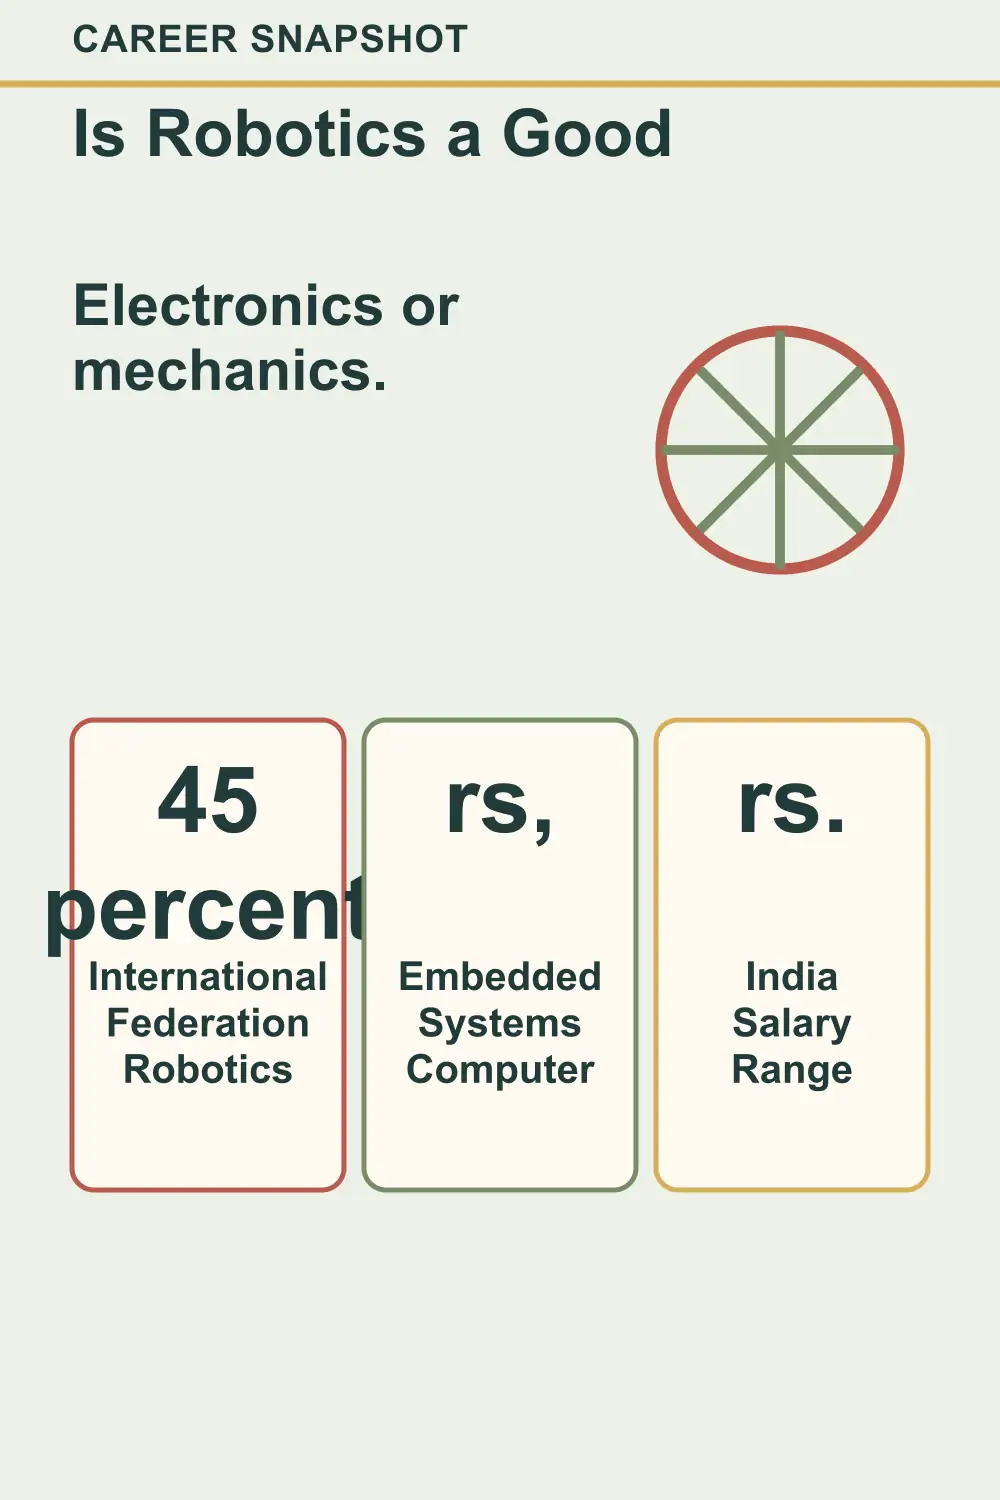 CAREER SNAPSHOT
Is Robotics a Good
Electronics or
mechanics.
45
percent
International
Federation
Robotics
rs,
Embedded
Systems
Computer
rs.
India
Salary
Range